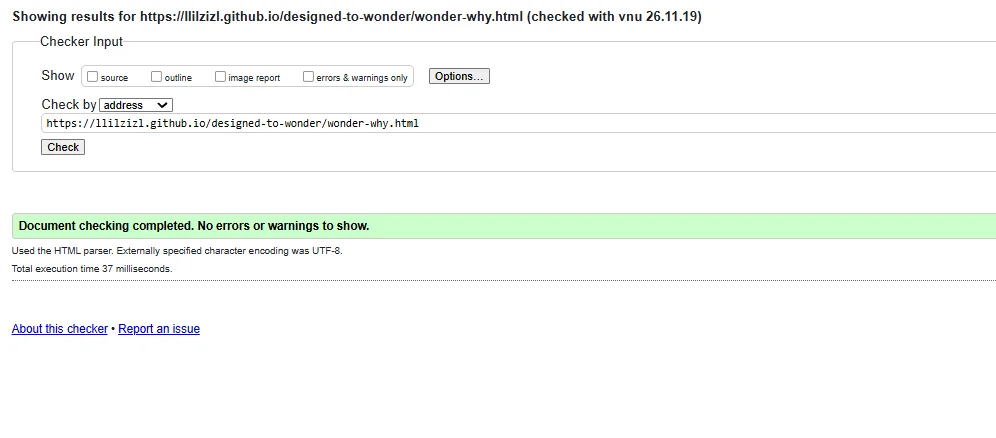 Showing results for https://llilzizl.github.io/designed-to-wonder/wonder-why.html (checked with vnu 26.11.19)
Checker Input
Show source outline image report errors & warnings only Options...
Check by address
https://llilzizl.github.io/designed-to-wonder/wonder-why.html
Check
Document checking completed. No errors or warnings to show.
Used the HTML parser. Externally specified character encoding was UTF-8.
Total execution time 37 milliseconds.
About this checker • Report an issue